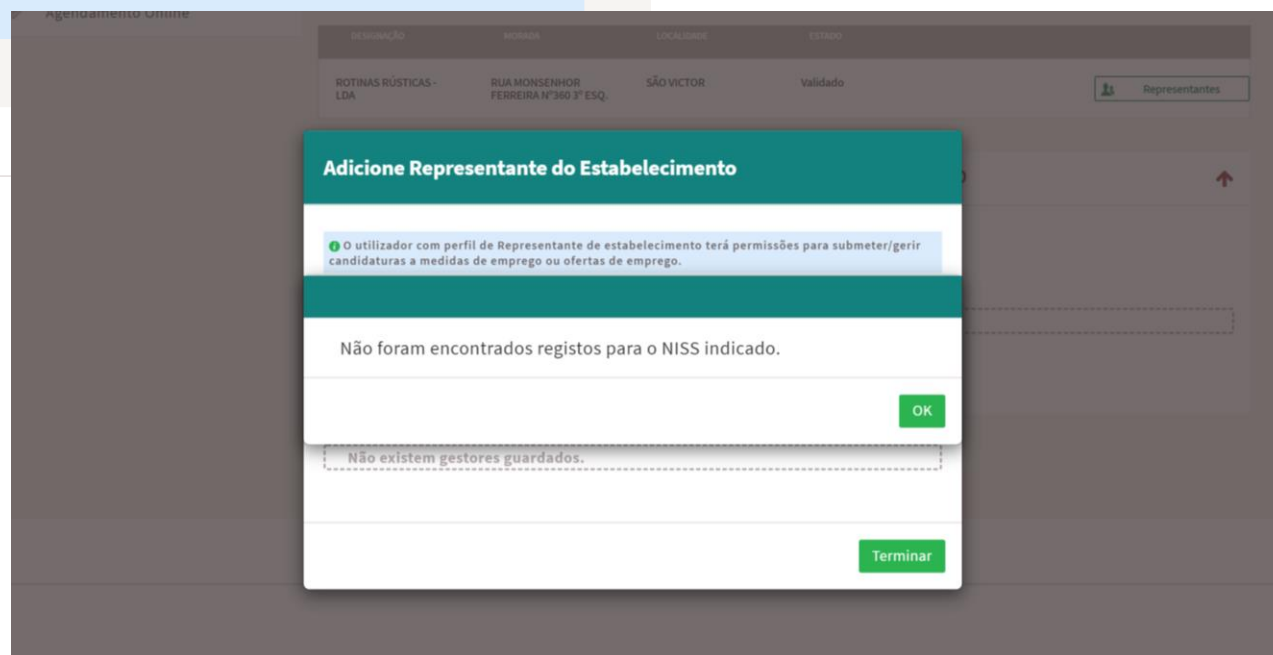 Agendamento Online
DESIGNAÇÃO MORADA LOCALIDADE ESTADO
ROTINAS RÚSTICAS - LDA
RUA MONSENHOR FERREIRA Nº360 3º ESQ.
SÃO VICTOR
Validado
Representantes
Adicione Representante do Estabelecimento
O utilizador com perfil de Representante de estabelecimento terá permissões para submeter/gerir
candidaturas a medidas de emprego ou ofertas de emprego.
Não foram encontrados registos para o NISS indicado.
OK
Não existem gestores guardados.
Terminar